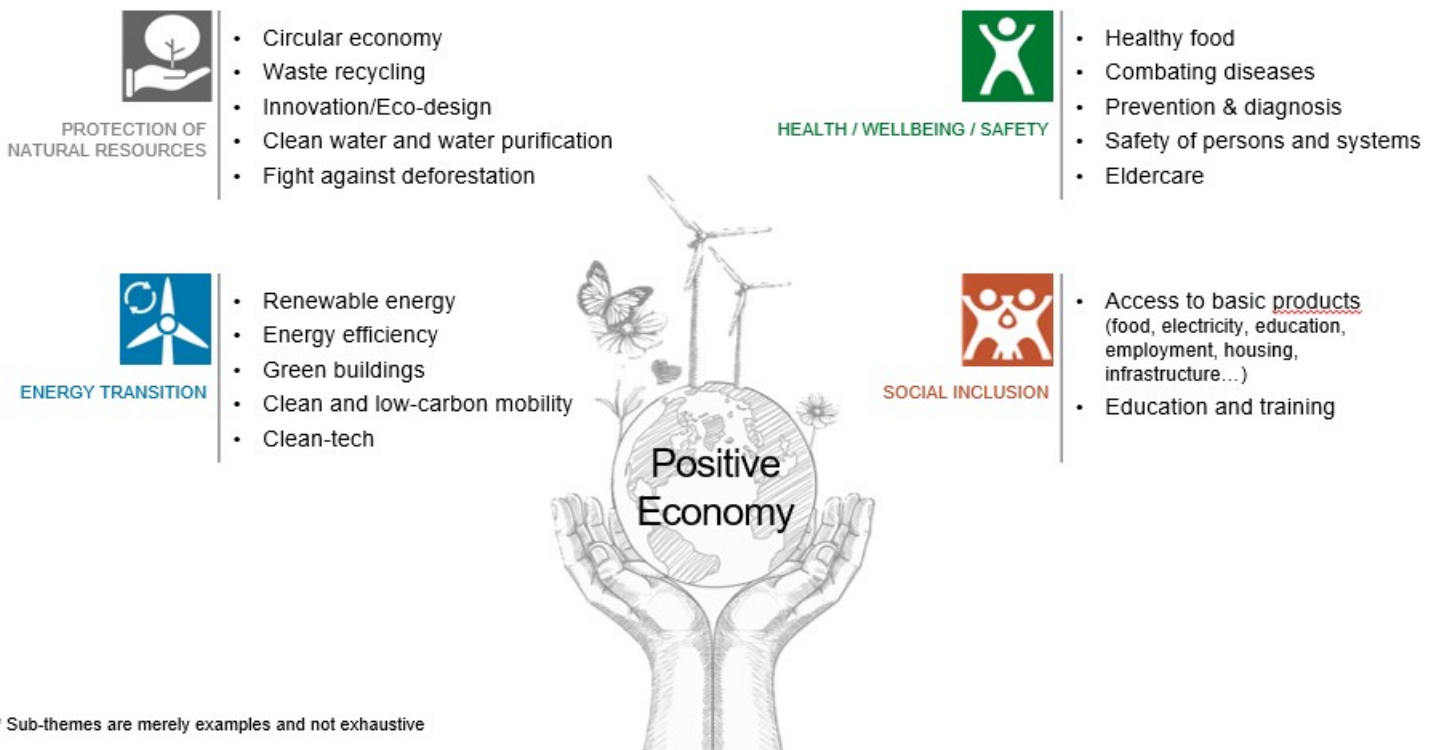 PROTECTION OF
NATURAL RESOURCES
• Circular economy
• Waste recycling
• Innovation/Eco-design
• Clean water and water purification
• Fight against deforestation
HEALTH / WELLBEING / SAFETY
• Healthy food
• Combating diseases
• Prevention & diagnosis
• Safety of persons and systems
• Eldercare
ENERGY TRANSITION
• Renewable energy
• Energy efficiency
• Green buildings
• Clean and low-carbon mobility
• Clean-tech
SOCIAL INCLUSION
• Access to basic products
(food, electricity, education,
employment, housing,
infrastructure…)
• Education and training
Positive
Economy
* Sub-themes are merely examples and not exhaustive